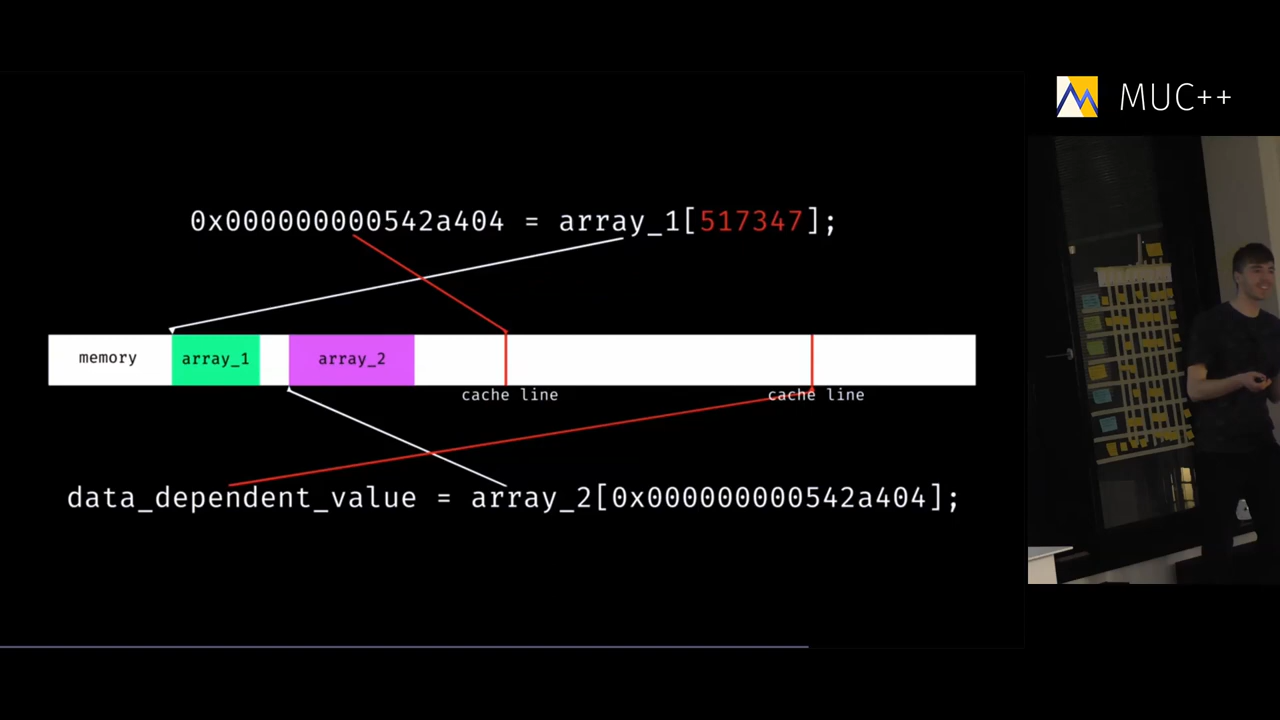 MUC++
0x000000000542a404 = array_1[517347];
memory
array_1
array_2
cache line
cache line
data_dependent_value = array_2[0x000000000542a404];